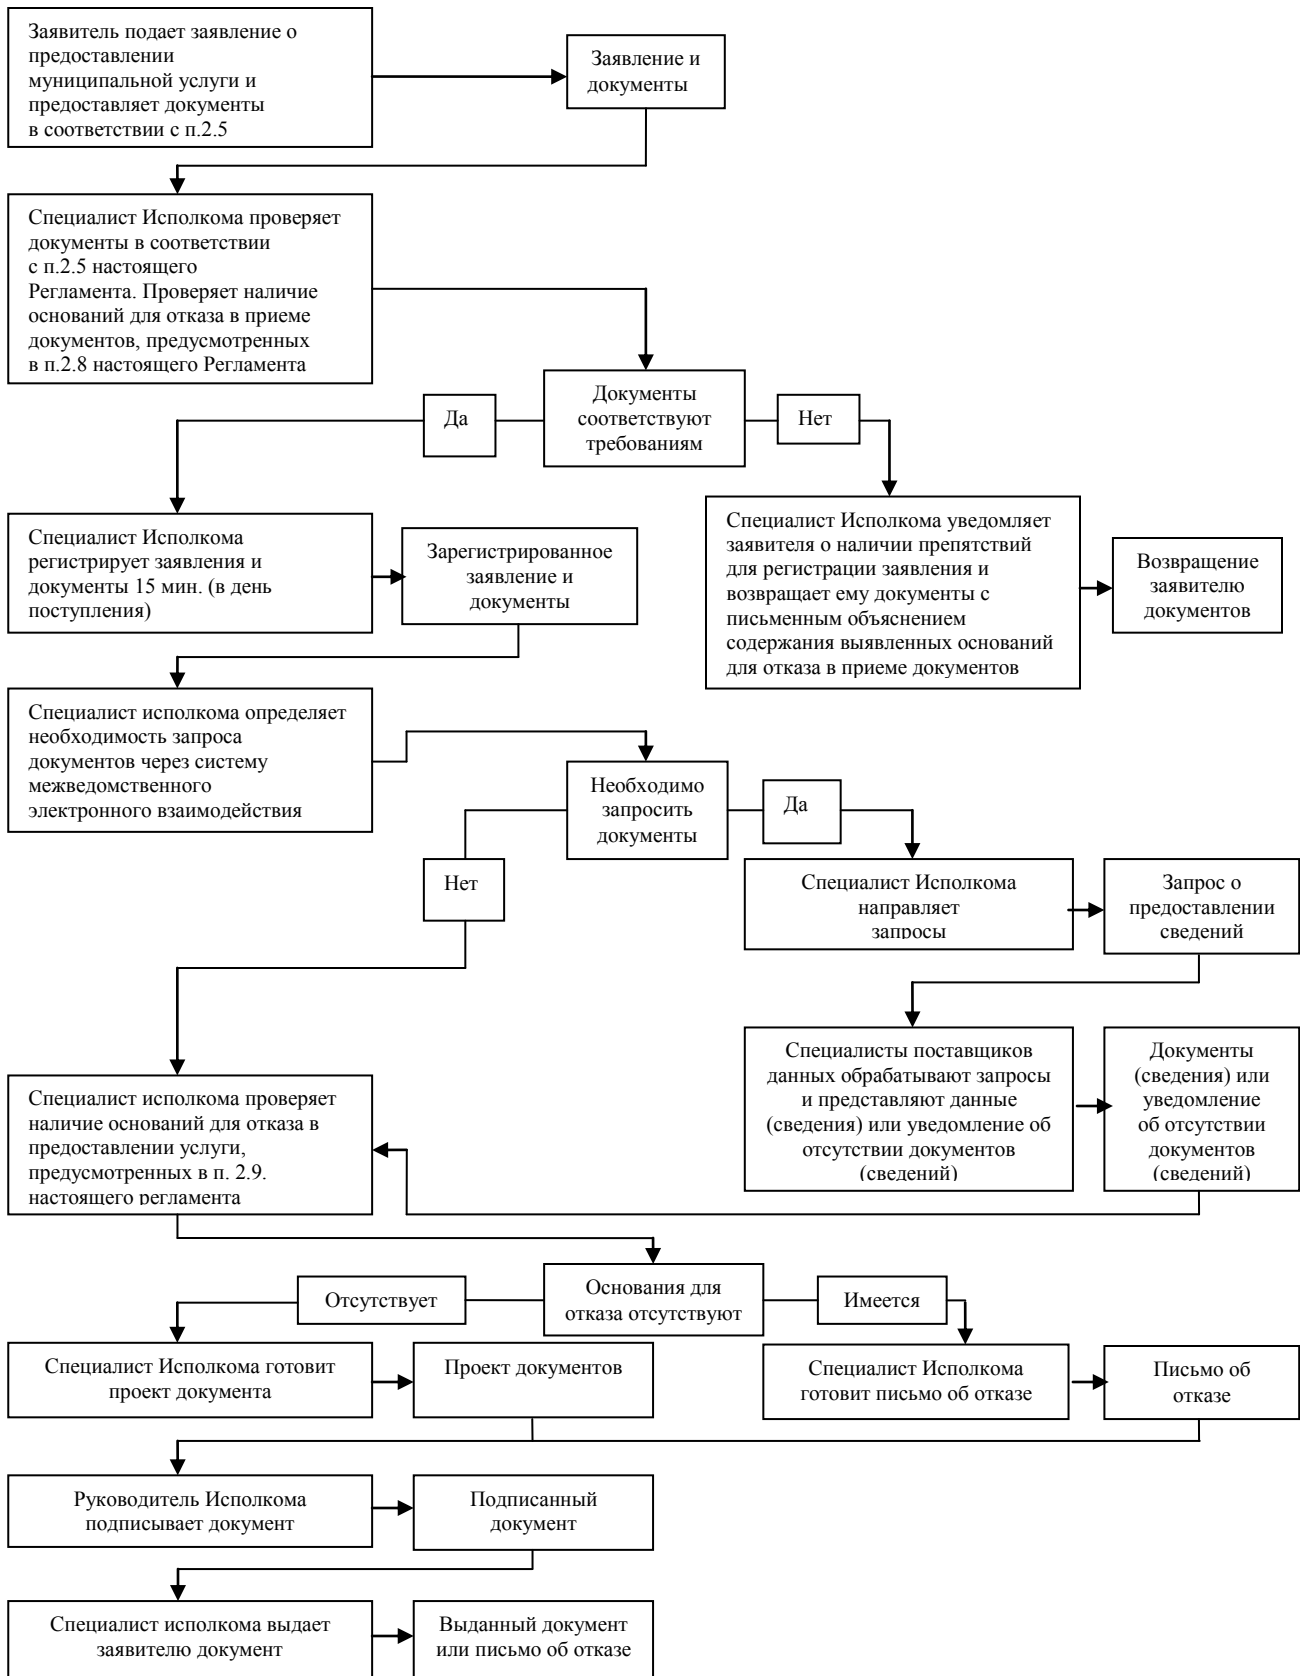 Заявитель подает заявление о
предоставлении
муниципальной услуги и
предоставляет документы
в соответствии с п.2.5
Заявление и
документы
Специалист Исполкома проверяет
документы в соответствии
с п.2.5 настоящего
Регламента. Проверяет наличие
оснований для отказа в приеме
документов, предусмотренных
в п.2.8 настоящего Регламента
Документы
соответствуют
требованиям
Да
Нет
Специалист Исполкома
регистрирует заявления и
документы 15 мин. (в день
поступления)
Зарегистрированное
заявление и
документы
Специалист Исполкома уведомляет
заявителя о наличии препятствий
для регистрации заявления и
возвращает ему документы с
письменным объяснением
содержания выявленных оснований
для отказа в приеме документов
Возвращение
заявителю
документов
Специалист исполкома определяет
необходимость запроса
документов через систему
межведомственного
электронного взаимодействия
Необходимо
запросить
документы
Да
Нет
Специалист Исполкома
направляет
запросы
Запрос о
предоставлении
сведений
Специалисты поставщиков
данных обрабатывают запросы
и представляют данные
(сведения) или уведомление об
отсутствии документов
(сведений)
Документы
(сведения) или
уведомление
об отсутствии
документов
(сведений)
Специалист исполкома проверяет
наличие оснований для отказа в
предоставлении услуги,
предусмотренных в п. 2.9.
настоящего регламента
Основания для
отказа отсутствуют
Отсутствует
Имеется
Специалист Исполкома готовит
проект документа
Проект документов
Специалист Исполкома
готовит письмо об отказе
Письмо об
отказе
Руководитель Исполкома
подписывает документ
Подписанный
документ
Специалист исполкома выдает
заявителю документ
Выданный документ
или письмо об отказе